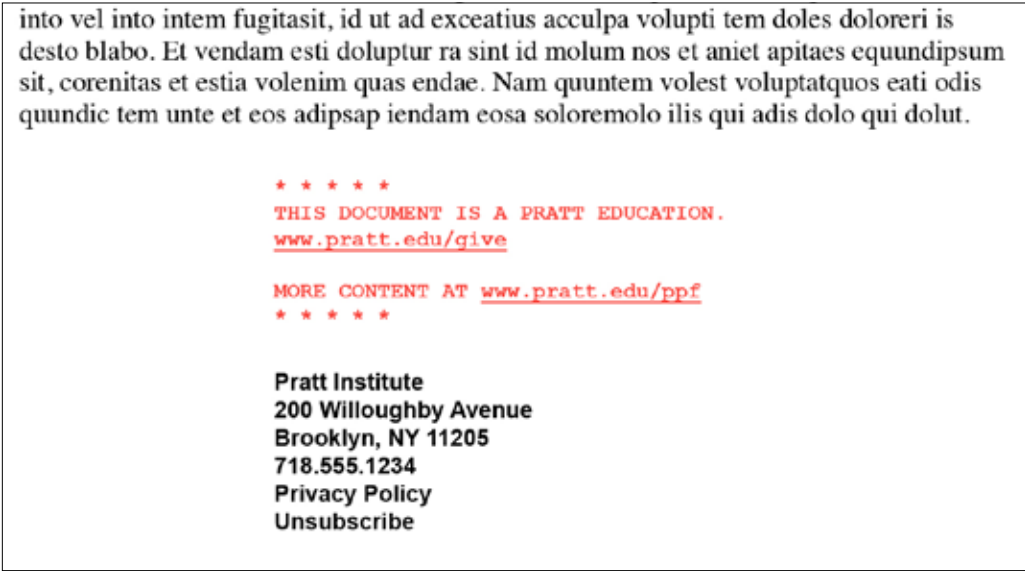 into vel into intem fugitasit, id ut ad exceatius acculpa volupti tem doles doloreri is
desto blabo. Et vendam esti doluptur ra sint id molum nos et aniet apitaes equundipsum
sit, corenitas et estia volenim quas endae. Nam quuntem volest voluptatquos eati odis
quundic tem unte et eos adipsap iendam eosa soloremolo ilis qui adis dolo qui dolut.
* * * * *
THIS DOCUMENT IS A PRATT EDUCATION.
www.pratt.edu/give
MORE CONTENT AT www.pratt.edu/ppf
* * * * *
Pratt Institute
200 Willoughby Avenue
Brooklyn, NY 11205
718.555.1234
Privacy Policy
Unsubscribe